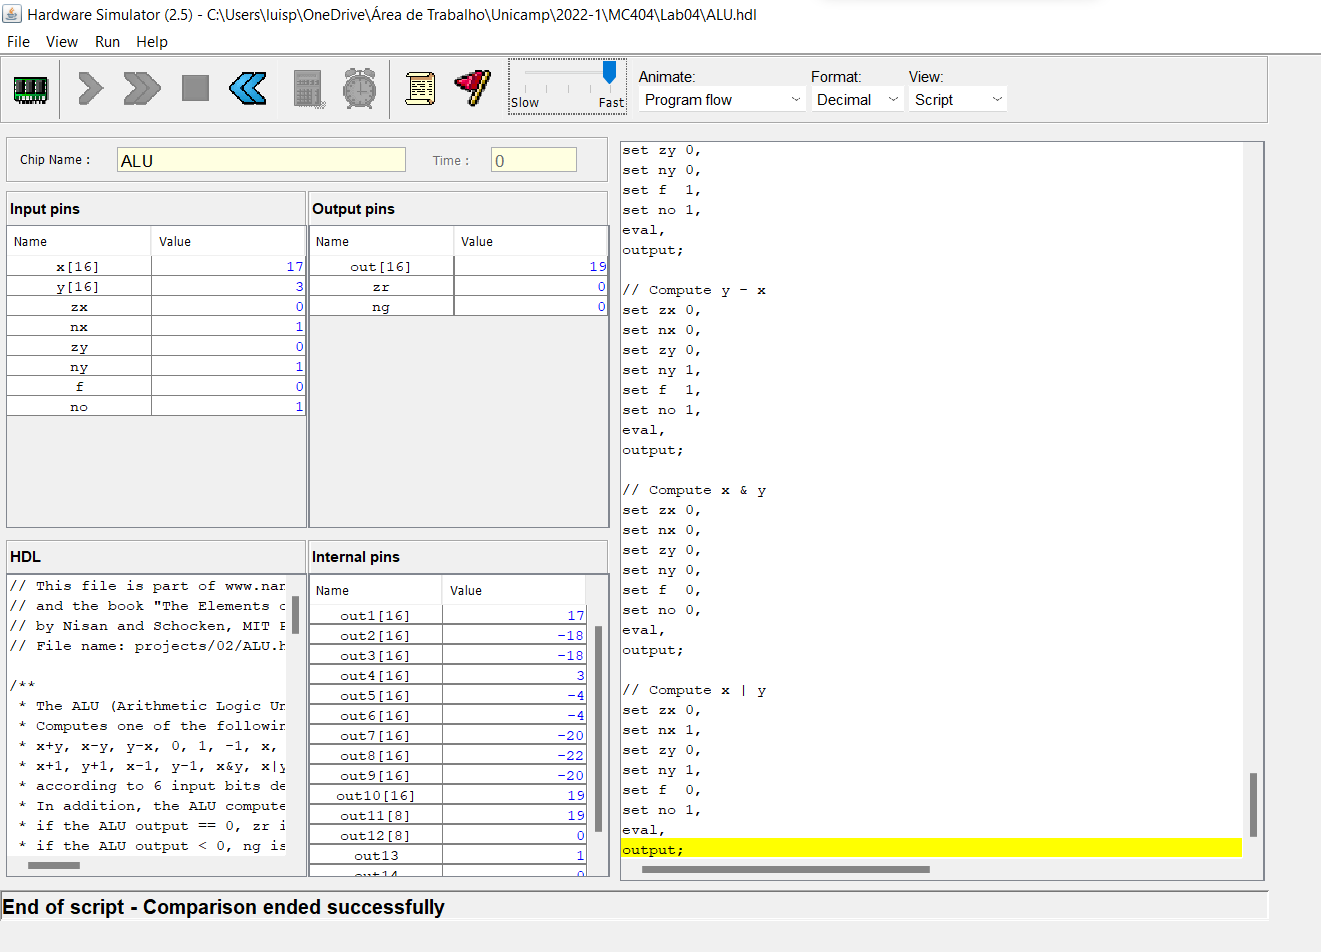 Hardware Simulator (2.5) - C:\Users\luisp\OneDrive\Área de Trabalho\Unicamp\2022-1\MC404\Lab04\ALU.hdl
File View Run Help
Slow Fast
Animate: Format: View:
Program flow Decimal Script
Chip Name : ALU Time : 0
Input pins
Name Value
x[16] 17
y[16] 3
zx 0
nx 1
zy 0
ny 1
f 0
no 1
Output pins
Name Value
out[16] 19
zr 0
ng 0
HDL
// This file is part of www.nan
// and the book "The Elements o
// by Nisan and Schocken, MIT P
// File name: projects/02/ALU.h
/**
* The ALU (Arithmetic Logic Un
* Computes one of the followin
* x+y, x-y, y-x, 0, 1, -1, x,
* x+1, y+1, x-1, y-1, x&y, x|y
* according to 6 input bits de
* In addition, the ALU compute
* if the ALU output == 0, zr i
* if the ALU output < 0, ng is
Internal pins
Name Value
out1[16] 17
out2[16] -18
out3[16] -18
out4[16] 3
out5[16] -4
out6[16] -4
out7[16] -20
out8[16] -22
out9[16] -20
out10[16] 19
out11[8] 19
out12[8] 0
out13 1
out14 0
set zy 0,
set ny 0,
set f 1,
set no 1,
eval,
output;
// Compute y - x
set zx 0,
set nx 0,
set zy 0,
set ny 1,
set f 1,
set no 1,
eval,
output;
// Compute x & y
set zx 0,
set nx 0,
set zy 0,
set ny 0,
set f 0,
set no 0,
eval,
output;
// Compute x | y
set zx 0,
set nx 1,
set zy 0,
set ny 1,
set f 0,
set no 1,
eval,
output;
End of script - Comparison ended successfully